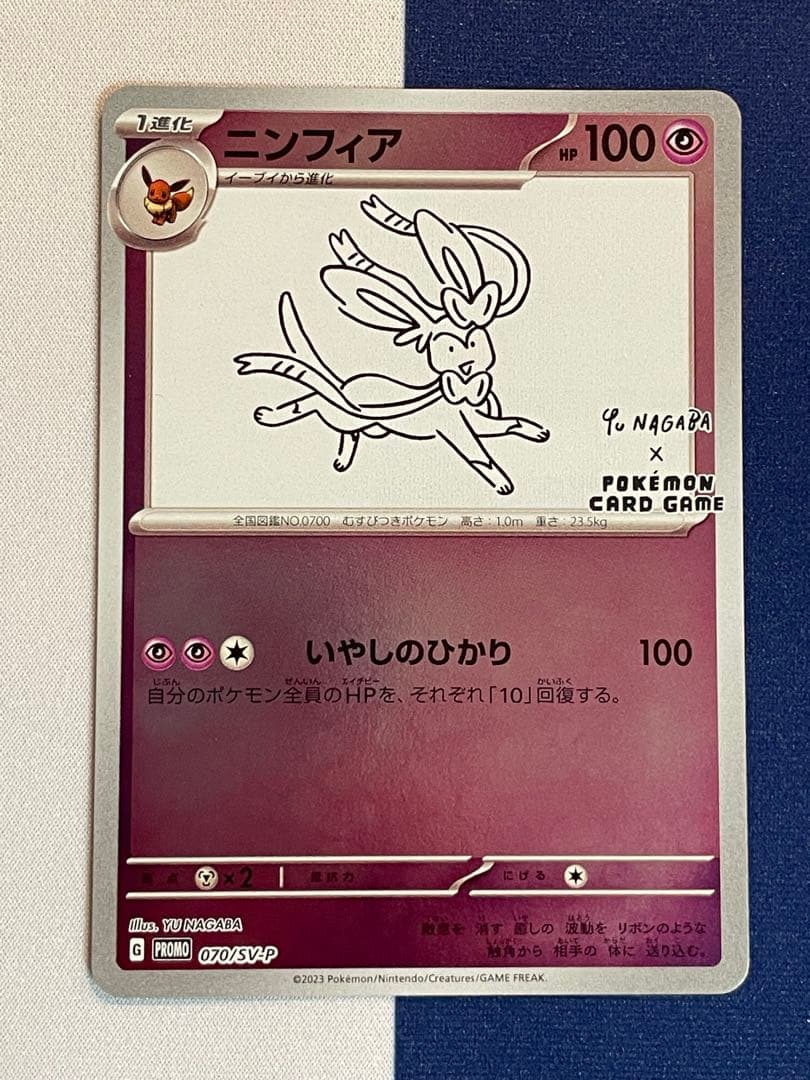 1進化
ニンフィア
HP 100
イーブイから進化
Yu NAGABA
×
POKÉMON
CARD GAME
全国図鑑NO.0700 むすびつきポケモン 高さ:1.0m 重さ:23.5kg
いやしのひかり 100
自分のポケモン全員のHPを、それぞれ「10」回復する。
弱点 ×2 抵抗力 にげる
Illus. YU NAGABA
敵意を 消す 癒しの 波動を リボンのような
触角から 相手の 体に 送り込む。
G PROMO 070/SV-P
©2023 Pokémon/Nintendo/Creatures/GAME FREAK.